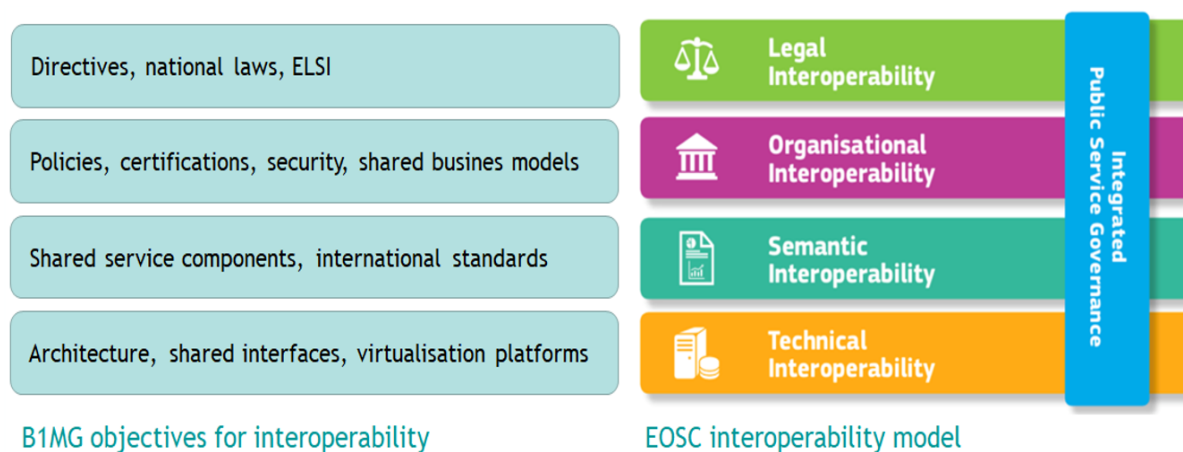 Directives, national laws, ELSI
Policies, certifications, security, shared busines models
Shared service components, international standards
Architecture, shared interfaces, virtualisation platforms
B1MG objectives for interoperability
Legal
Interoperability
Organisational
Interoperability
Semantic
Interoperability
Technical
Interoperability
Integrated
Public Service Governance
EOSC interoperability model